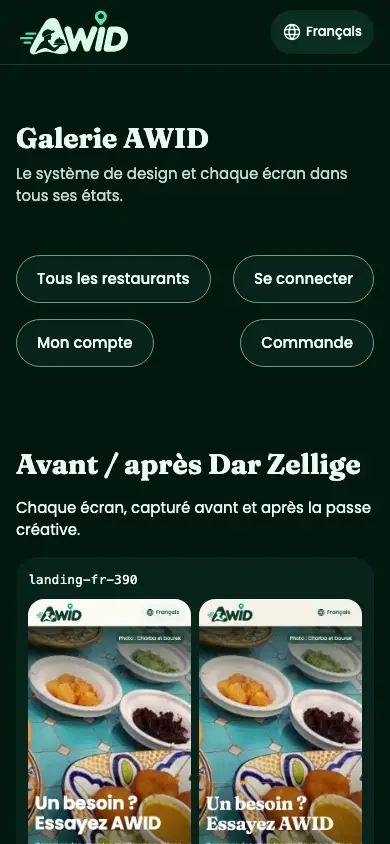 AWID
Français
Galerie AWID
Le système de design et chaque écran dans
tous ses états.
Tous les restaurants
Se connecter
Mon compte
Commande
Avant / après Dar Zellige
Chaque écran, capturé avant et après la passe
créative.
landing-fr-390
AWID
Français
AWID
Français
Photo : Chorba et bourek
Photo : Chorba et bourek
Un besoin ?
Essayez AWID
Un besoin ?
Essayez AWID